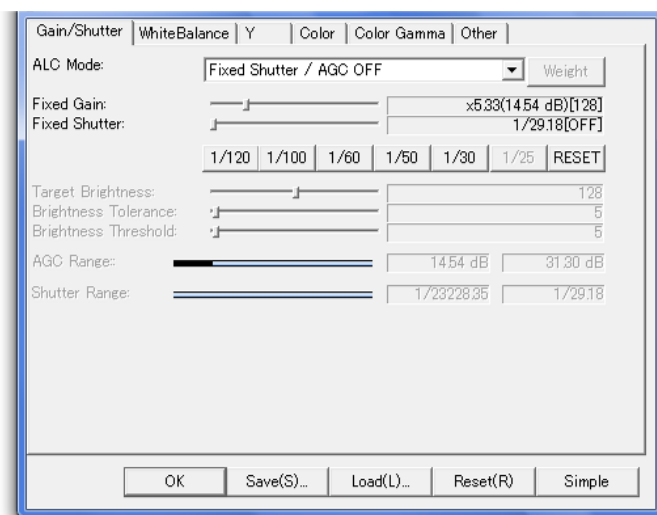 Gain/Shutter WhiteBalance Y Color Color Gamma Other
ALC Mode: Fixed Shutter / AGC OFF Weight
Fixed Gain: x5.33(14.54 dB)[128]
Fixed Shutter: 1/29.18[OFF]
1/120 1/100 1/60 1/50 1/30 1/25 RESET
Target Brightness: 128
Brightness Tolerance: 5
Brightness Threshold: 5
AGC Range:: 14.54 dB 31.30 dB
Shutter Range: 1/23228.35 1/29.18
OK Save(S)... Load(L)... Reset(R) Simple